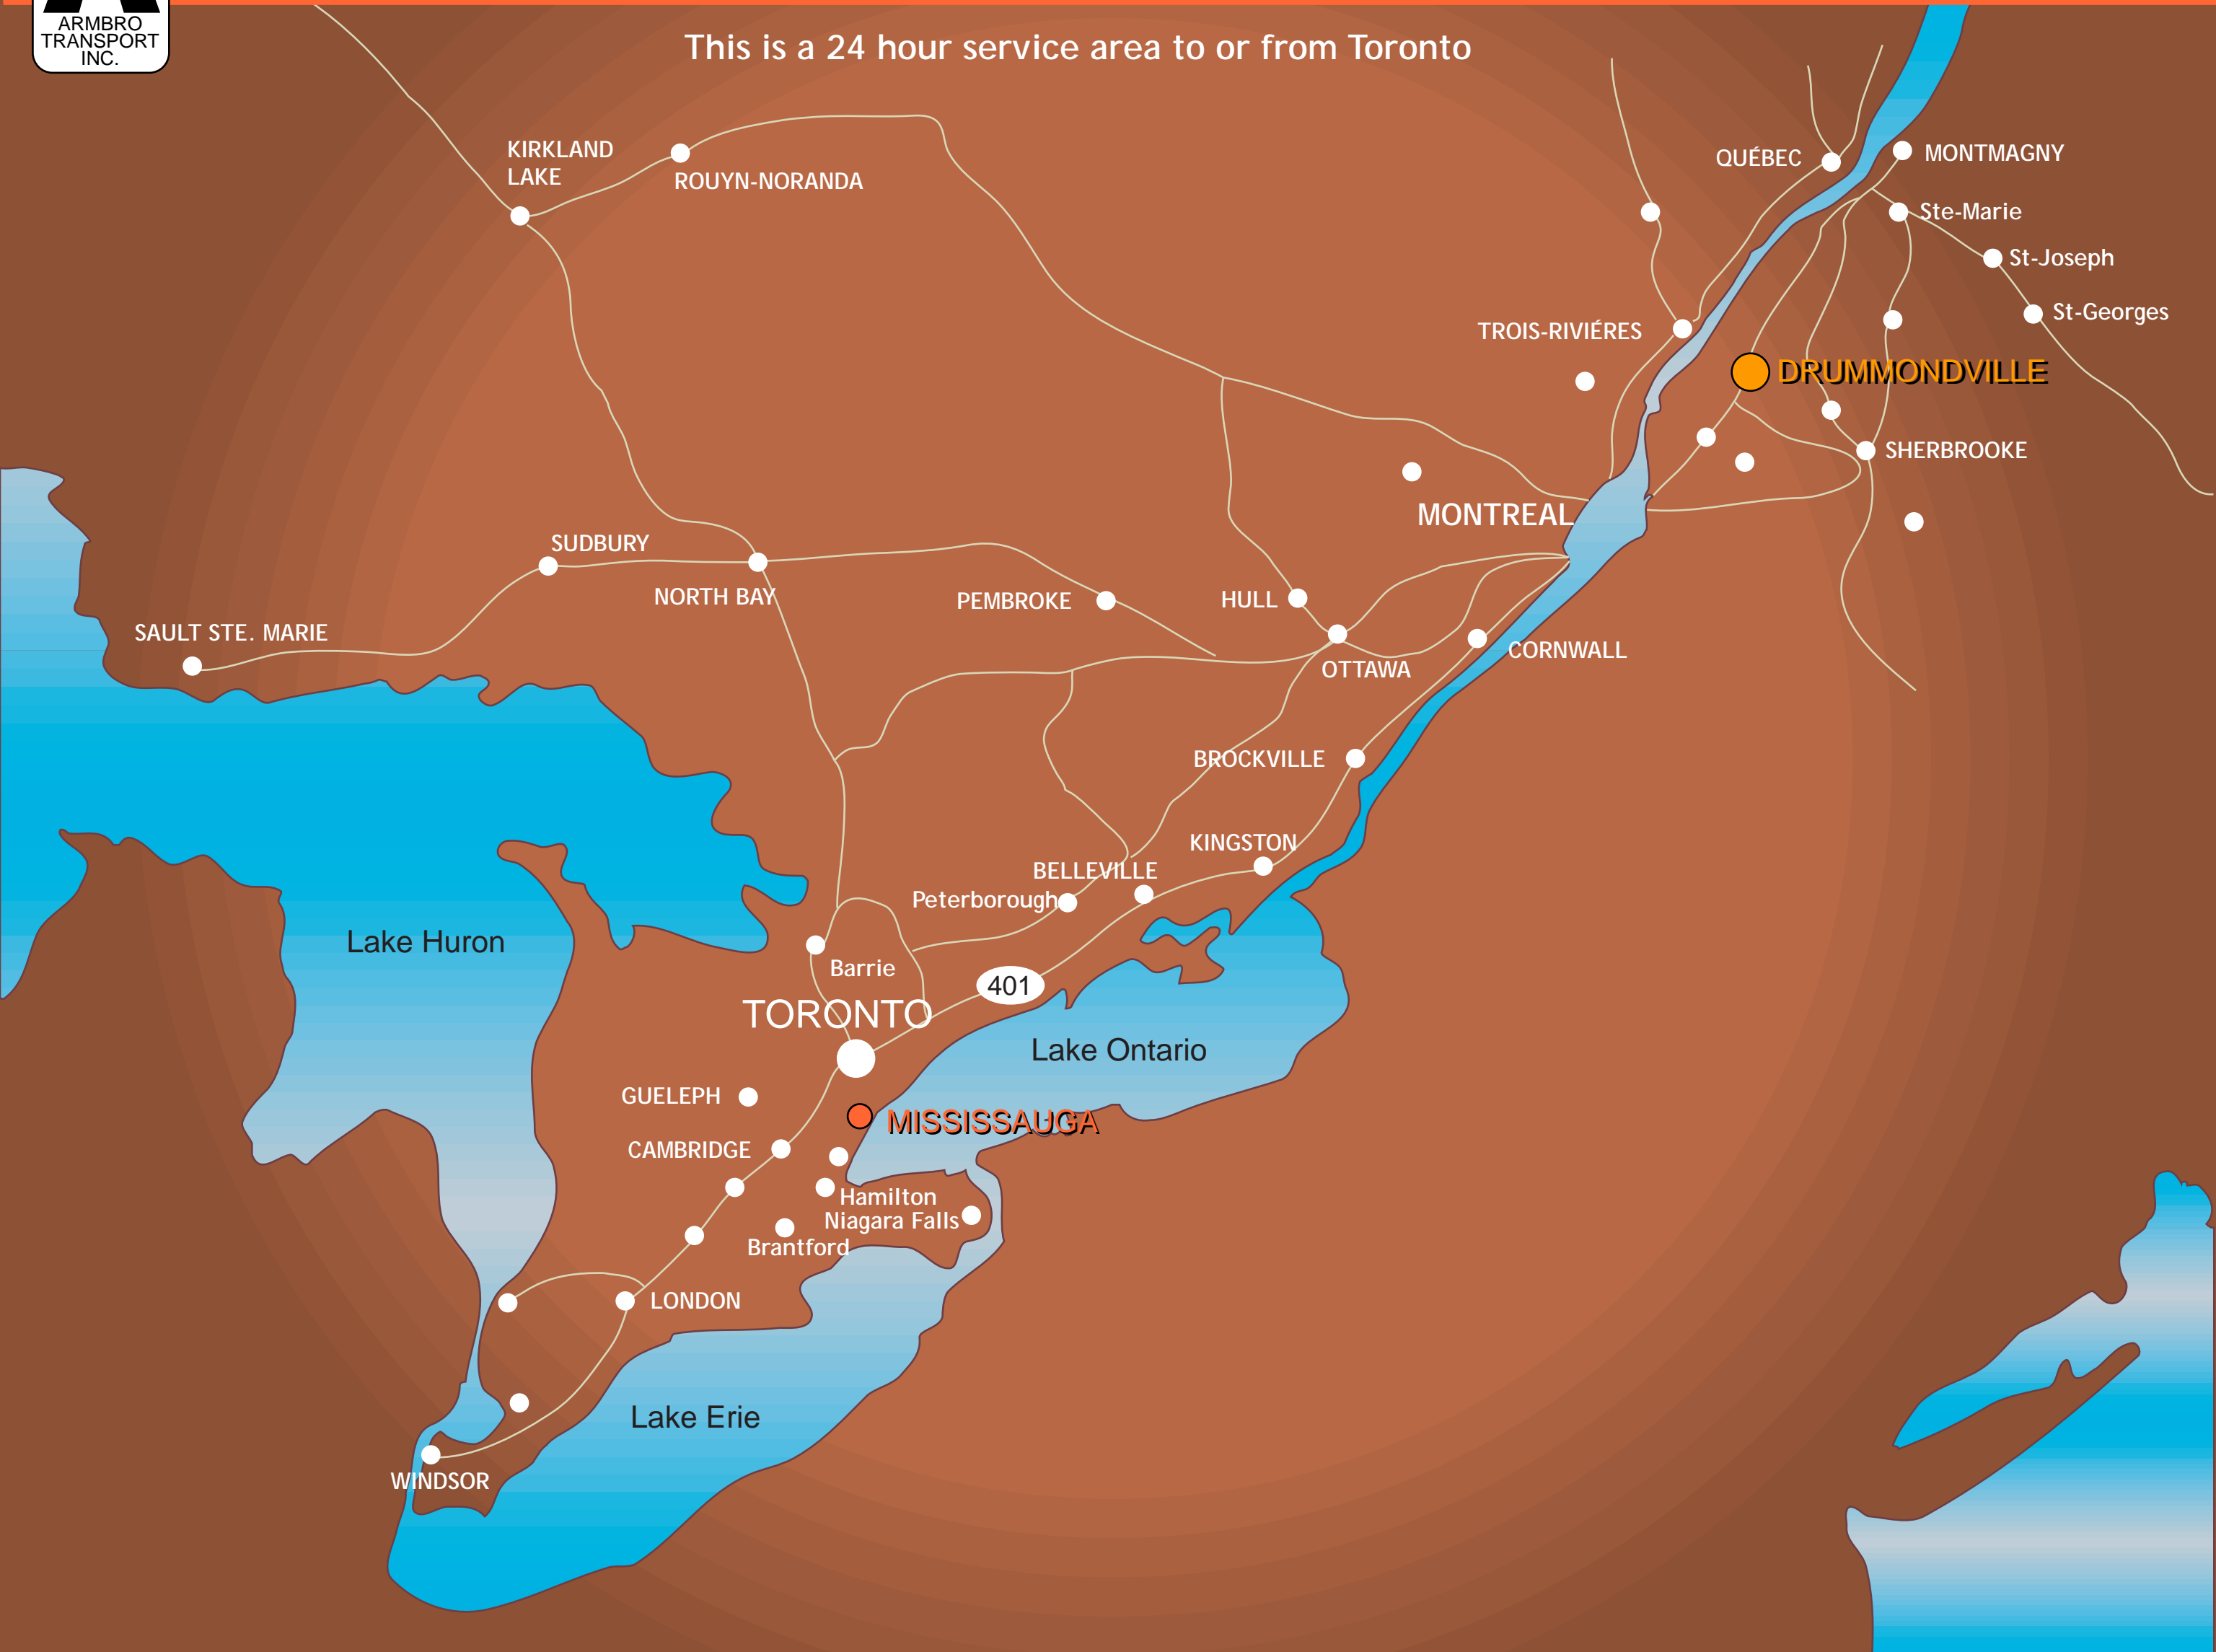 ARMBRO
TRANSPORT
INC.
This is a 24 hour service area to or from Toronto
KIRKLAND
LAKE
ROUYN-NORANDA
QUÉBEC
MONTMAGNY
Ste-Marie
St-Joseph
St-Georges
TROIS-RIVIÉRES
DRUMMONDVILLE
SHERBROOKE
MONTREAL
SUDBURY
NORTH BAY
PEMBROKE
HULL
SAULT STE. MARIE
OTTAWA
CORNWALL
BROCKVILLE
KINGSTON
BELLEVILLE
Peterborough
Lake Huron
Barrie
401
TORONTO
Lake Ontario
GUELEPH
MISSISSAUGA
CAMBRIDGE
Hamilton
Niagara Falls
Brantford
LONDON
Lake Erie
WINDSOR